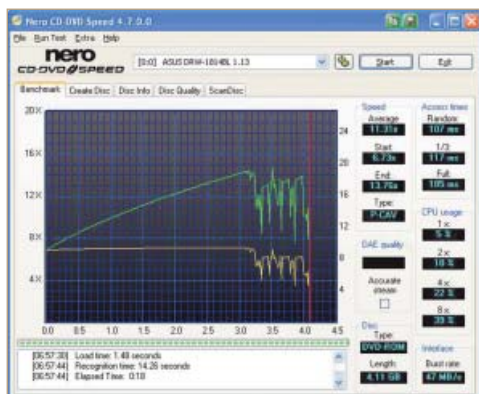 Nero CD-DVD Speed 4.7.0.0
File Run Test Extra Help
nero
CD-DVD SPEED
[0:0] ASUS DRW-1814BL 1.13
Start
Exit
Benchmark Create Disc Disc Info Disc Quality ScanDisc
20X
16X
12X
8X
4X
24
20
16
12
8
4
0.0 0.5 1.0 1.5 2.0 2.5 3.0 3.5 4.0 4.5
Speed
Average
11.31x
Start:
6.73x
End:
13.75x
Type:
P-CAV
DAE quality
Accurate
stream
Disc
Type:
DVD-ROM
Length:
4.11 GB
Access times
Random:
107 ms
1/3:
117 ms
Full:
185 ms
CPU usage
1x:
5 %
2x:
10 %
4x:
22 %
8x:
39 %
Interface
Burst rate:
47 MB/s
[06:57:30] Load time: 1.48 seconds
[06:57:44] Recognition time: 14.26 seconds
[06:57:44] Elapsed Time: 0:18